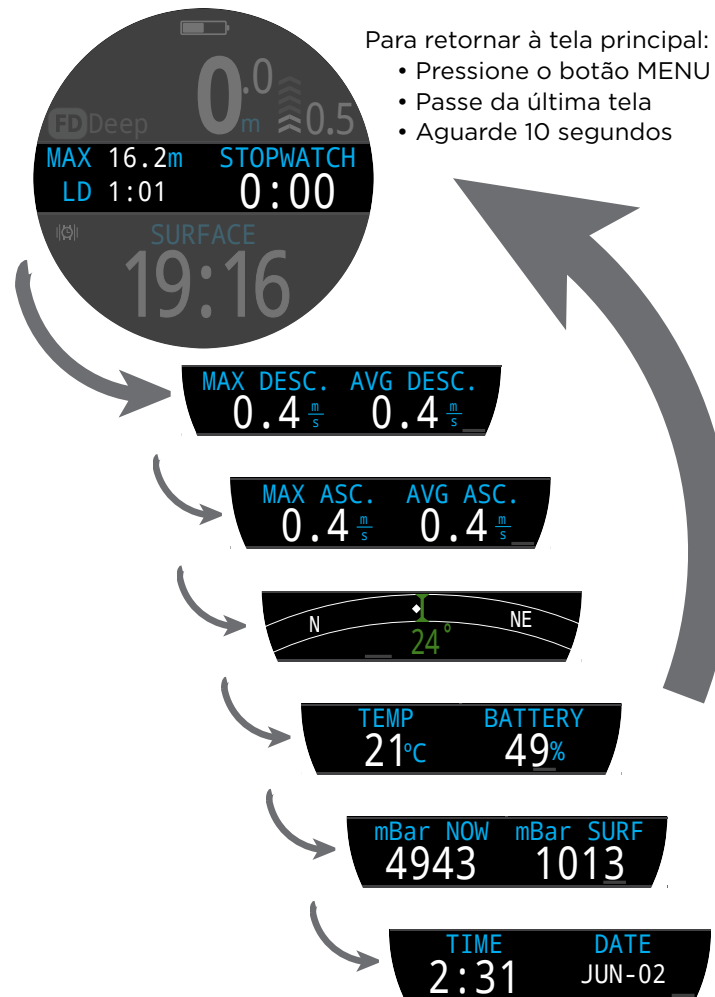 Para retornar à tela principal:
• Pressione o botão MENU
• Passe da última tela
• Aguarde 10 segundos
0.0 m 0.5
FD Deep
MAX 16.2m STOPWATCH
LD 1:01 0:00
SURFACE
19:16
MAX DESC. AVG DESC.
0.4 m/s 0.4 m/s
MAX ASC. AVG ASC.
0.4 m/s 0.4 m/s
N NE
24°
TEMP BATTERY
21°C 49%
mBar NOW mBar SURF
4943 1013
TIME DATE
2:31 JUN-02